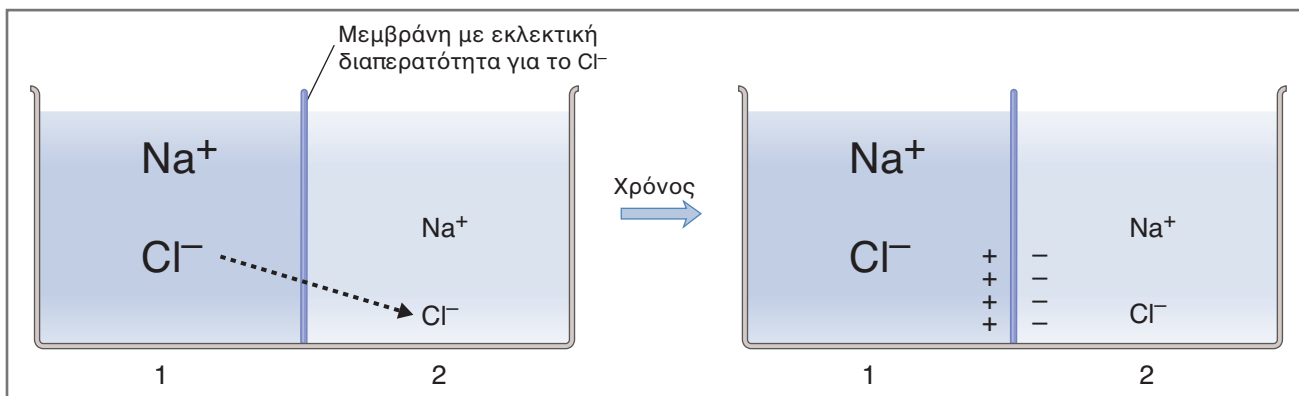 Μεμβράνη με εκλεκτική
διαπερατότητα για το Cl–
Na+
Cl–
Na+
Cl–
1
2
Χρόνος
Na+
Cl–
+ –
+ –
+ –
+ –
Na+
Cl–
1
2